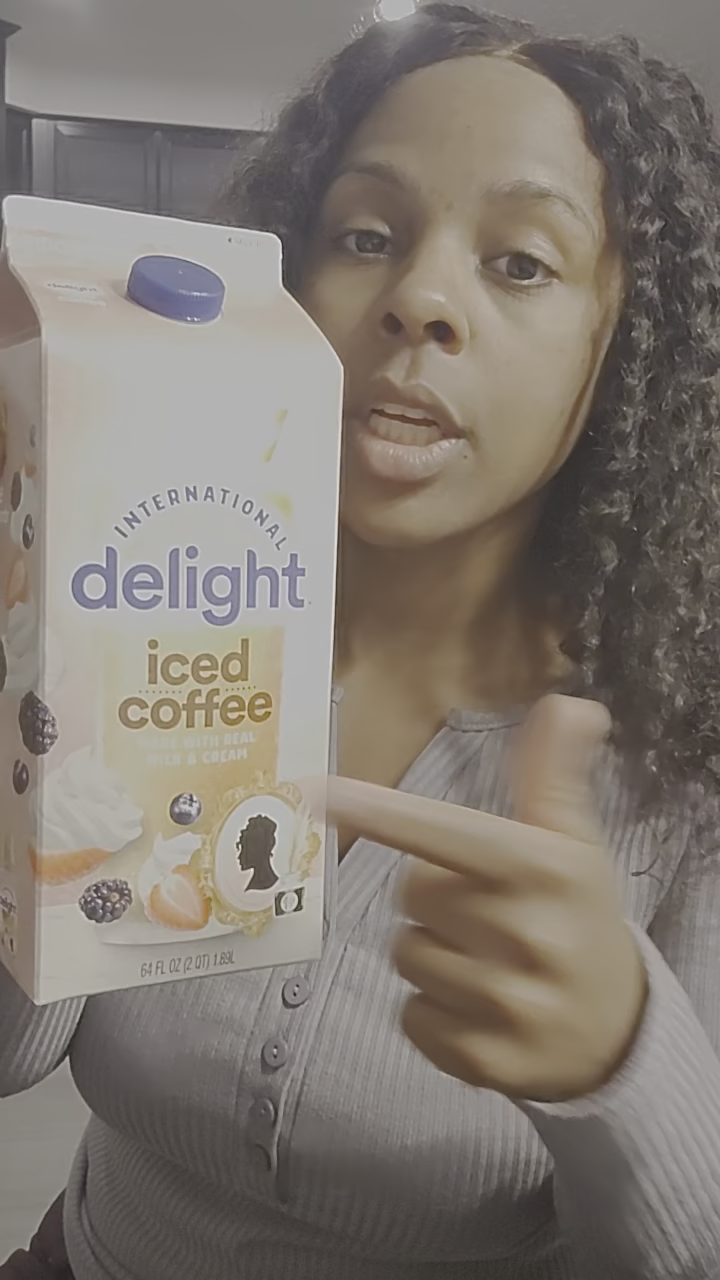 INTERNATIONAL
delight
iced
coffee
MADE WITH REAL
MILK & CREAM
64 FL OZ (2 QT) 1.89L